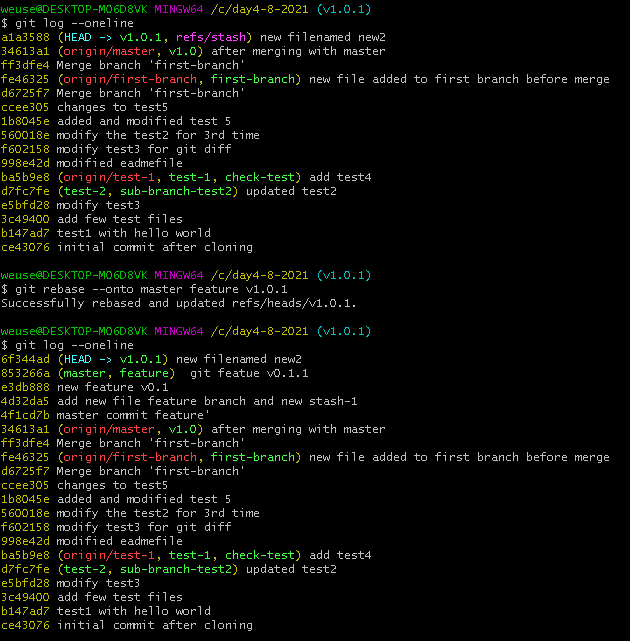 weuse@DESKTOP-MO6D8VK MINGW64 /c/day4-8-2021 (v1.0.1)
$ git log --oneline
a1a3588 (HEAD -> v1.0.1, refs/stash) new filenamed new2
34613a1 (origin/master, v1.0) after merging with master
ff3dfe4 Merge branch 'first-branch'
fe46325 (origin/first-branch, first-branch) new file added to first branch before merge
d6725f7 Merge branch 'first-branch'
ccee305 changes to test5
1b8045e added and modified test 5
560018e modify the test2 for 3rd time
f602158 modify test3 for git diff
998e42d modified eadmefile
ba5b9e8 (origin/test-1, test-1, check-test) add test4
d7fc7fe (test-2, sub-branch-test2) updated test2
e5bfd28 modify test3
3c49400 add few test files
b147ad7 test1 with hello world
ce43076 initial commit after cloning
weuse@DESKTOP-MO6D8VK MINGW64 /c/day4-8-2021 (v1.0.1)
$ git rebase --onto master feature v1.0.1
Successfully rebased and updated refs/heads/v1.0.1.
weuse@DESKTOP-MO6D8VK MINGW64 /c/day4-8-2021 (v1.0.1)
$ git log --oneline
6f344ad (HEAD -> v1.0.1) new filenamed new2
853266a (master, feature)  git featue v0.1.1
e3db888 new feature v0.1
4d32da5 add new file feature branch and new stash-1
4f1cd7b master commit feature'
34613a1 (origin/master, v1.0) after merging with master
ff3dfe4 Merge branch 'first-branch'
fe46325 (origin/first-branch, first-branch) new file added to first branch before merge
d6725f7 Merge branch 'first-branch'
ccee305 changes to test5
1b8045e added and modified test 5
560018e modify the test2 for 3rd time
f602158 modify test3 for git diff
998e42d modified eadmefile
ba5b9e8 (origin/test-1, test-1, check-test) add test4
d7fc7fe (test-2, sub-branch-test2) updated test2
e5bfd28 modify test3
3c49400 add few test files
b147ad7 test1 with hello world
ce43076 initial commit after cloning